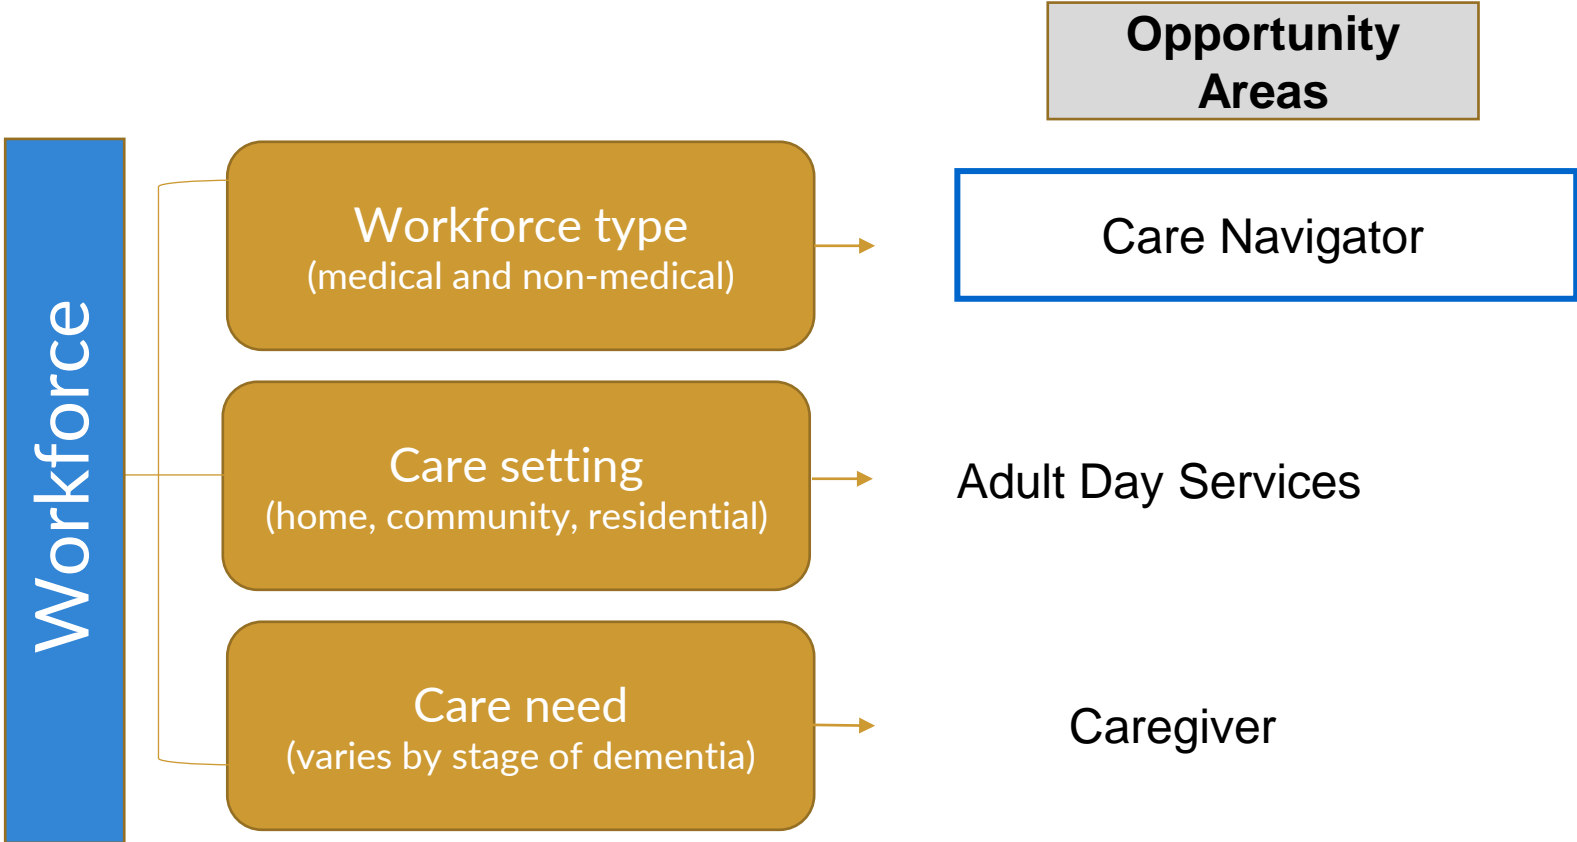 Opportunity
Areas
Workforce
Workforce type
(medical and non-medical)
Care Navigator
Care setting
(home, community, residential)
Adult Day Services
Care need
(varies by stage of dementia)
Caregiver